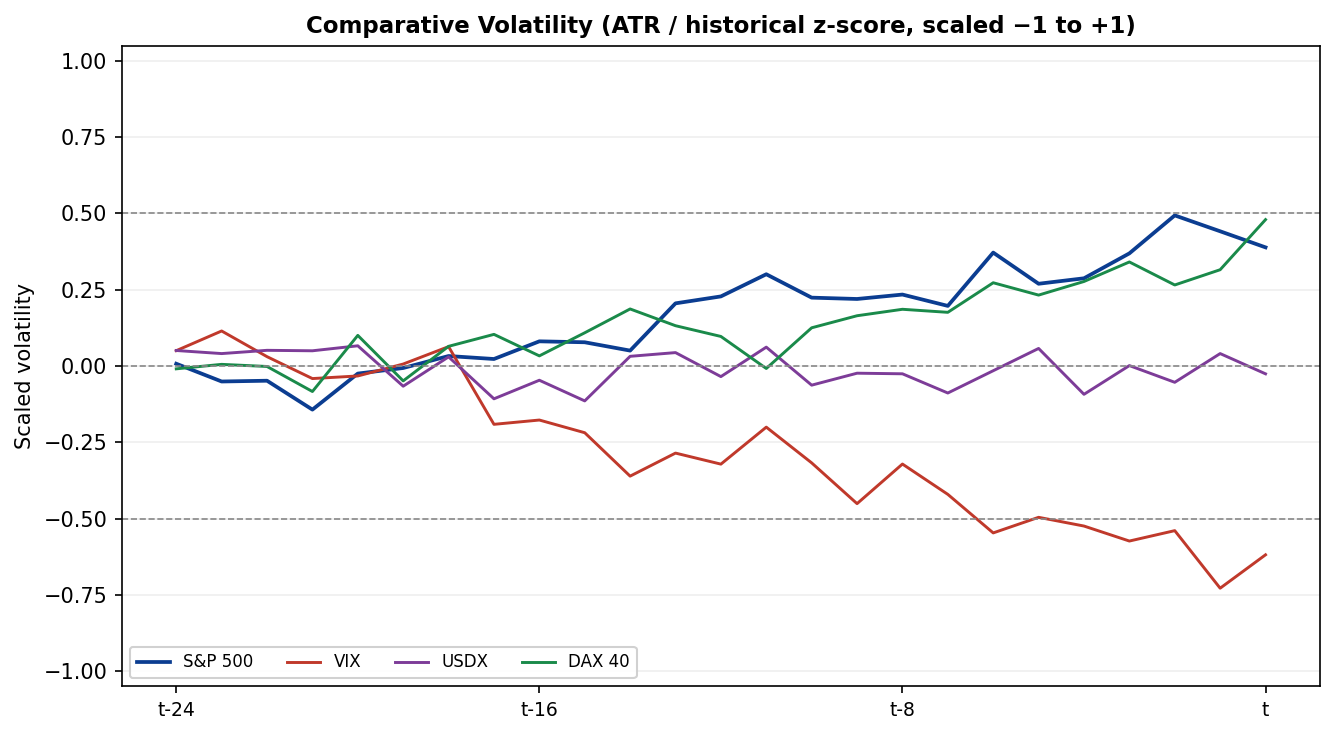 Comparative Volatility (ATR / historical z-score, scaled −1 to +1)
Scaled volatility
1.00
0.75
0.50
0.25
0.00
−0.25
−0.50
−0.75
−1.00
S&P 500 VIX USDX DAX 40
t-24 t-16 t-8 t